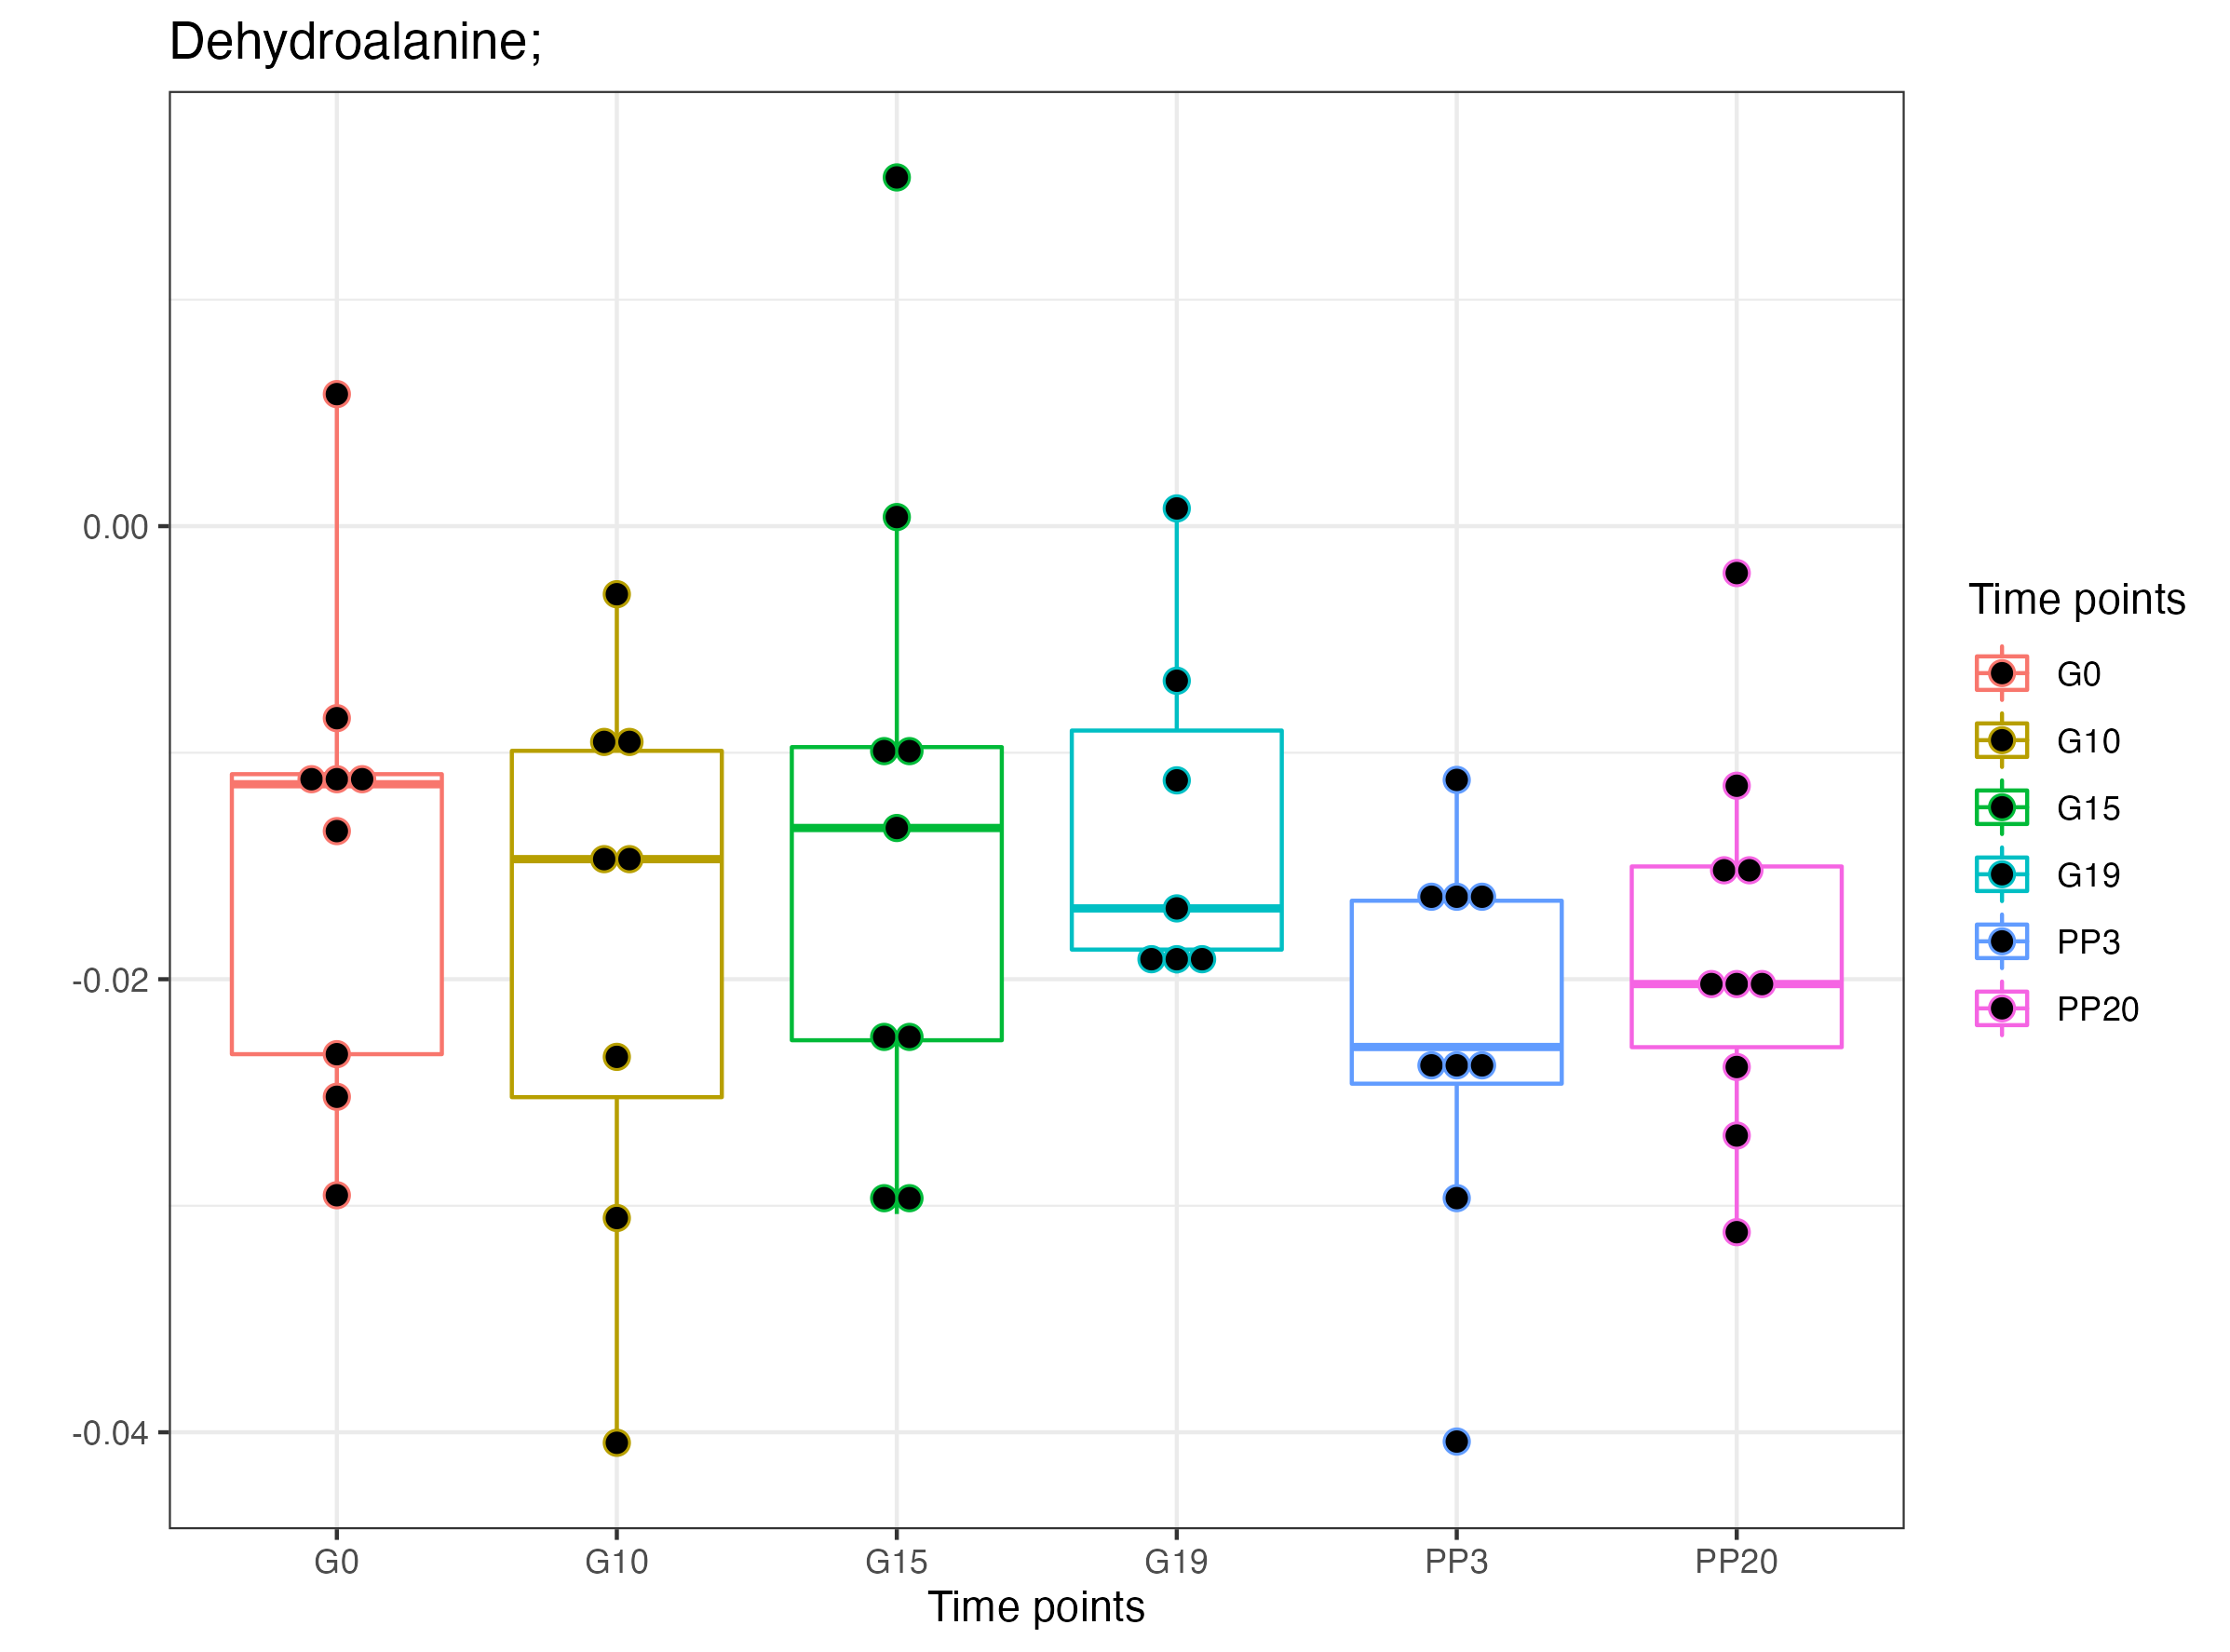 Dehydroalanine;
0.00
-0.02
-0.04
G0 G10 G15 G19 PP3 PP20
Time points
Time points
G0
G10
G15
G19
PP3
PP20